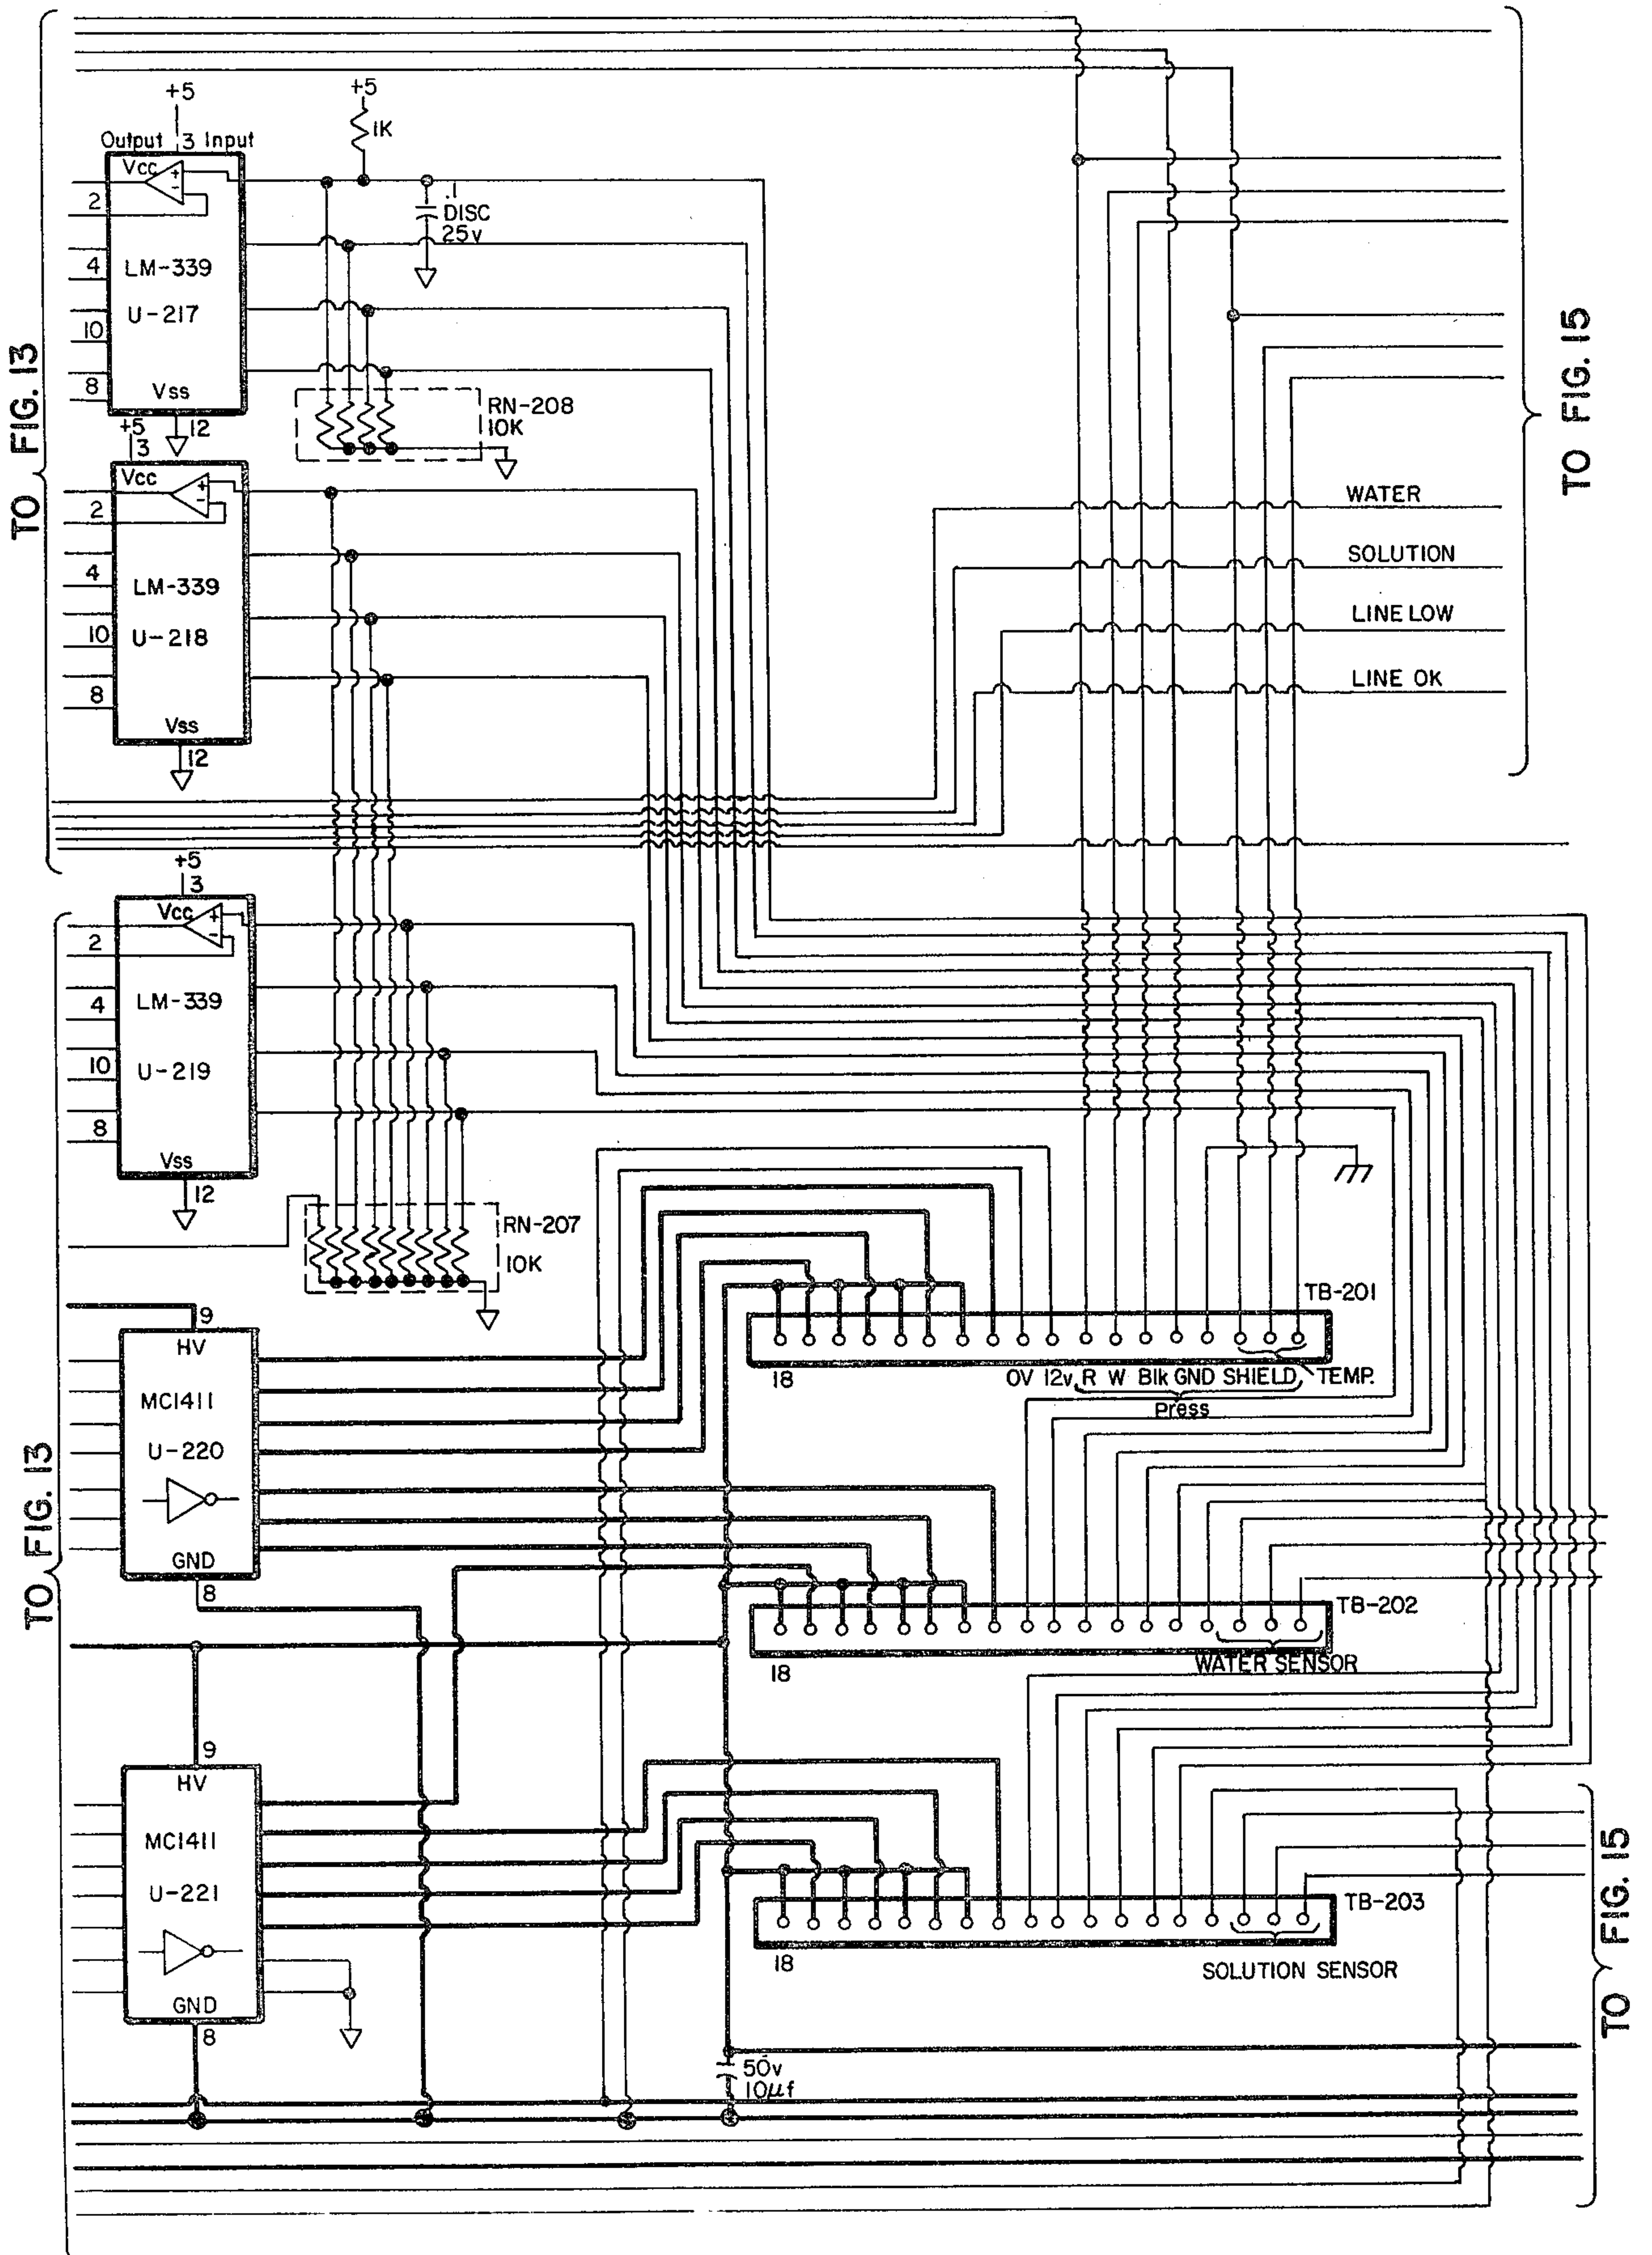 TO FIG. 13
+5
Output 3 Input
Vcc
+
-
2
4
LM-339
U-217
10
8
Vss
12
+5
1K
.1
DISC
25v
RN-208
10K
+5
3
Vcc
+
-
2
4
LM-339
10
U-218
8
Vss
12
TO FIG. 15
WATER
SOLUTION
LINE LOW
LINE OK
+5
3
Vcc
+
-
2
4
LM-339
10
U-219
8
Vss
12
RN-207
10K
TO FIG. 13
9
HV
MC1411
U-220
GND
8
TB-201
18
0V 12v R W Blk GND SHIELD TEMP.
Press
TB-202
18
WATER SENSOR
9
HV
MC1411
U-221
GND
8
TB-203
18
SOLUTION SENSOR
50v
10µf
TO FIG. 15